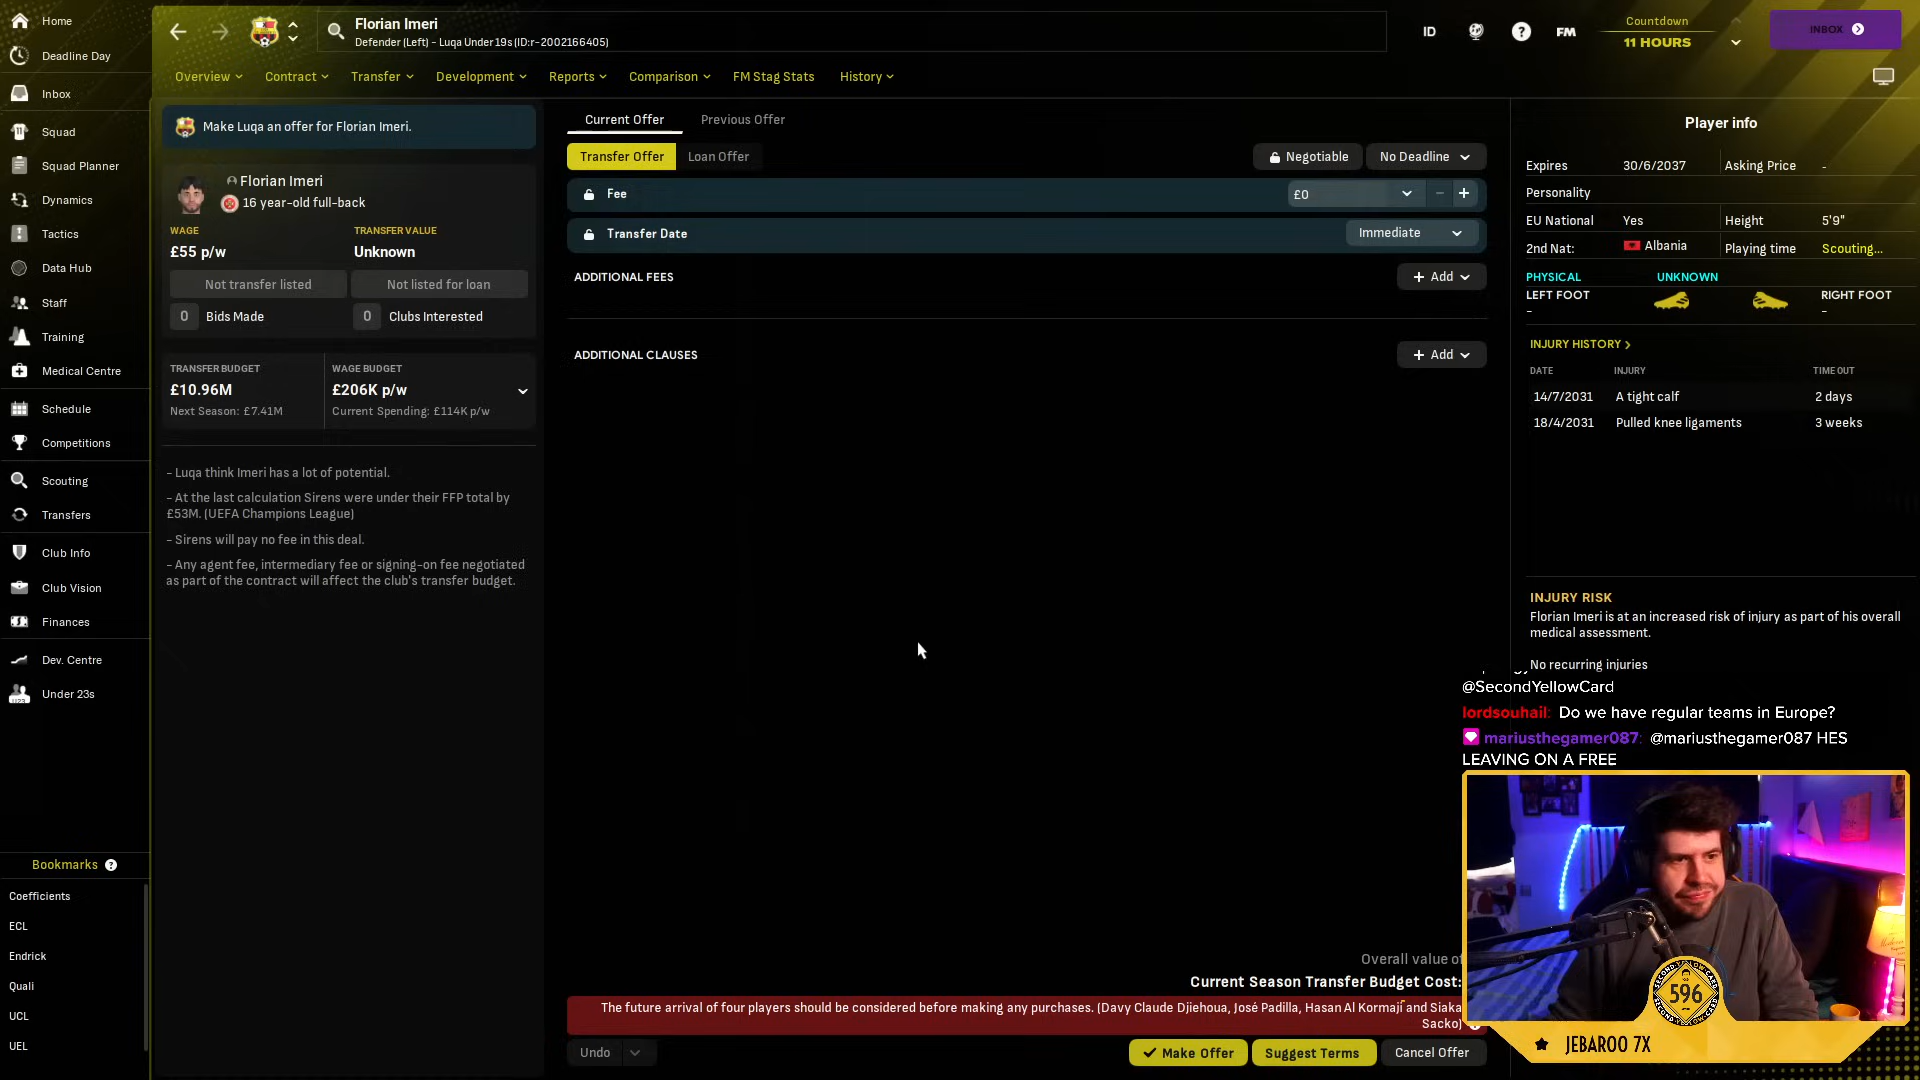 Home
Deadline Day
Inbox
Squad
Squad Planner
Dynamics
Tactics
Data Hub
Staff
Training
Medical Centre
Schedule
Competitions
Scouting
Transfers
Club Info
Club Vision
Finances
Dev. Centre
Under 23s
Bookmarks ?
Coefficients
ECL
Endrick
Quali
UCL
UEL
Florian Imeri
Defender (Left) - Luqa Under 19s (ID:r-2002166405)
ID
?
FM
Countdown
11 HOURS
INBOX
Overview
Contract
Transfer
Development
Reports
Comparison
FM Stag Stats
History
Make Luqa an offer for Florian Imeri.
Florian Imeri
16 year-old full-back
WAGE TRANSFER VALUE
£55 p/w Unknown
Not transfer listed Not listed for loan
0 Bids Made 0 Clubs Interested
TRANSFER BUDGET WAGE BUDGET
£10.96M £206K p/w
Next Season: £7.41M Current Spending: £114K p/w
- Luqa think Imeri has a lot of potential.
- At the last calculation Sirens were under their FFP total by
£53M. (UEFA Champions League)
- Sirens will pay no fee in this deal.
- Any agent fee, intermediary fee or signing-on fee negotiated
as part of the contract will affect the club's transfer budget.
Current Offer Previous Offer
Transfer Offer Loan Offer Negotiable No Deadline
Fee £0 - +
Transfer Date Immediate
ADDITIONAL FEES + Add
ADDITIONAL CLAUSES + Add
Overall value of
Current Season Transfer Budget Cost:
The future arrival of four players should be considered before making any purchases. (Davy Claude Djiehoua, José Padilla, Hasan Al Kormaji and Siaka
Sacko)
Undo Make Offer Suggest Terms Cancel Offer
Player info
Expires 30/6/2037 Asking Price -
Personality
EU National Yes Height 5'9"
2nd Nat: Albania Playing time Scouting...
PHYSICAL UNKNOWN
LEFT FOOT RIGHT FOOT
- -
INJURY HISTORY
DATE INJURY TIME OUT
14/7/2031 A tight calf 2 days
18/4/2031 Pulled knee ligaments 3 weeks
INJURY RISK
Florian Imeri is at an increased risk of injury as part of his overall
medical assessment.
No recurring injuries
@SecondYellowCard
lordsouhail: Do we have regular teams in Europe?
mariusthegamer087: @mariusthegamer087 HES
LEAVING ON A FREE
596
JEBAROO 7X